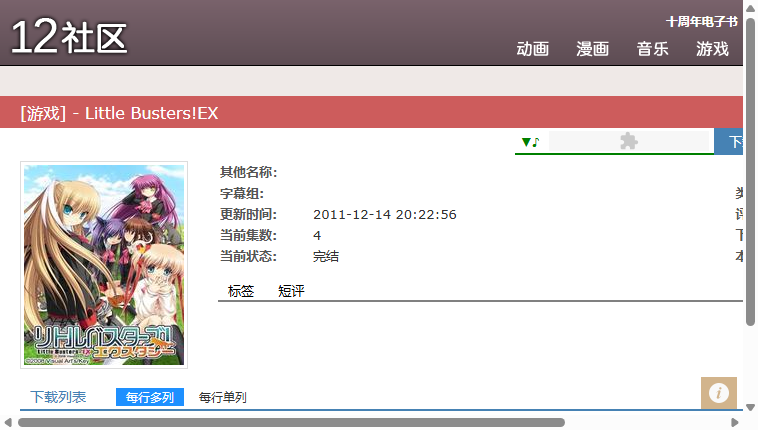 12社区
十周年电子书
动画 漫画 音乐 游戏
[游戏] - Little Busters!EX
▼♪
其他名称:
字幕组:
更新时间: 2011-12-14 20:22:56
当前集数: 4
当前状态: 完结
标签 短评
リトルバスターズ!
Little Busters! EX
エクスタシー
©2008 Visual Art's/Key
下载列表 每行多列 每行单列
i